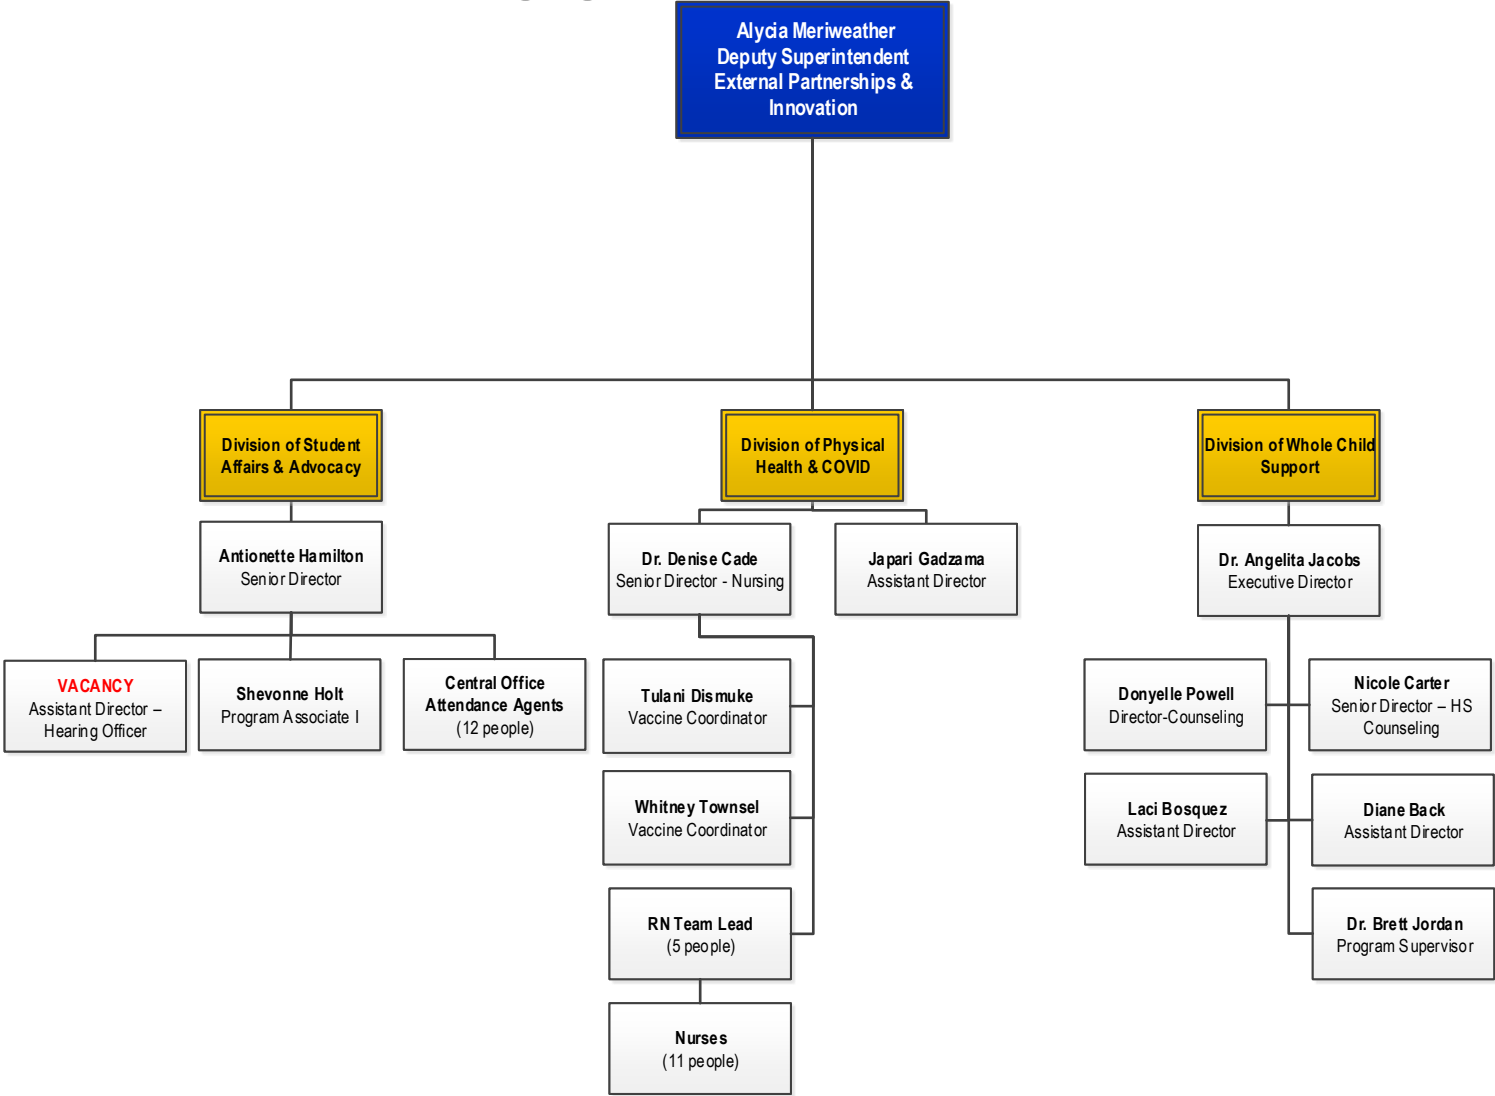 Alycia Meriweather
Deputy Superintendent
External Partnerships &
Innovation
Division of Student
Affairs & Advocacy
Division of Physical
Health & COVID
Division of Whole Child
Support
Antionette Hamilton
Senior Director
Dr. Denise Cade
Senior Director - Nursing
Japari Gadzama
Assistant Director
Dr. Angelita Jacobs
Executive Director
VACANCY
Assistant Director –
Hearing Officer
Shevonne Holt
Program Associate I
Central Office
Attendance Agents
(12 people)
Tulani Dismuke
Vaccine Coordinator
Whitney Townsel
Vaccine Coordinator
RN Team Lead
(5 people)
Nurses
(11 people)
Donyelle Powell
Director-Counseling
Nicole Carter
Senior Director – HS
Counseling
Laci Bosquez
Assistant Director
Diane Back
Assistant Director
Dr. Brett Jordan
Program Supervisor